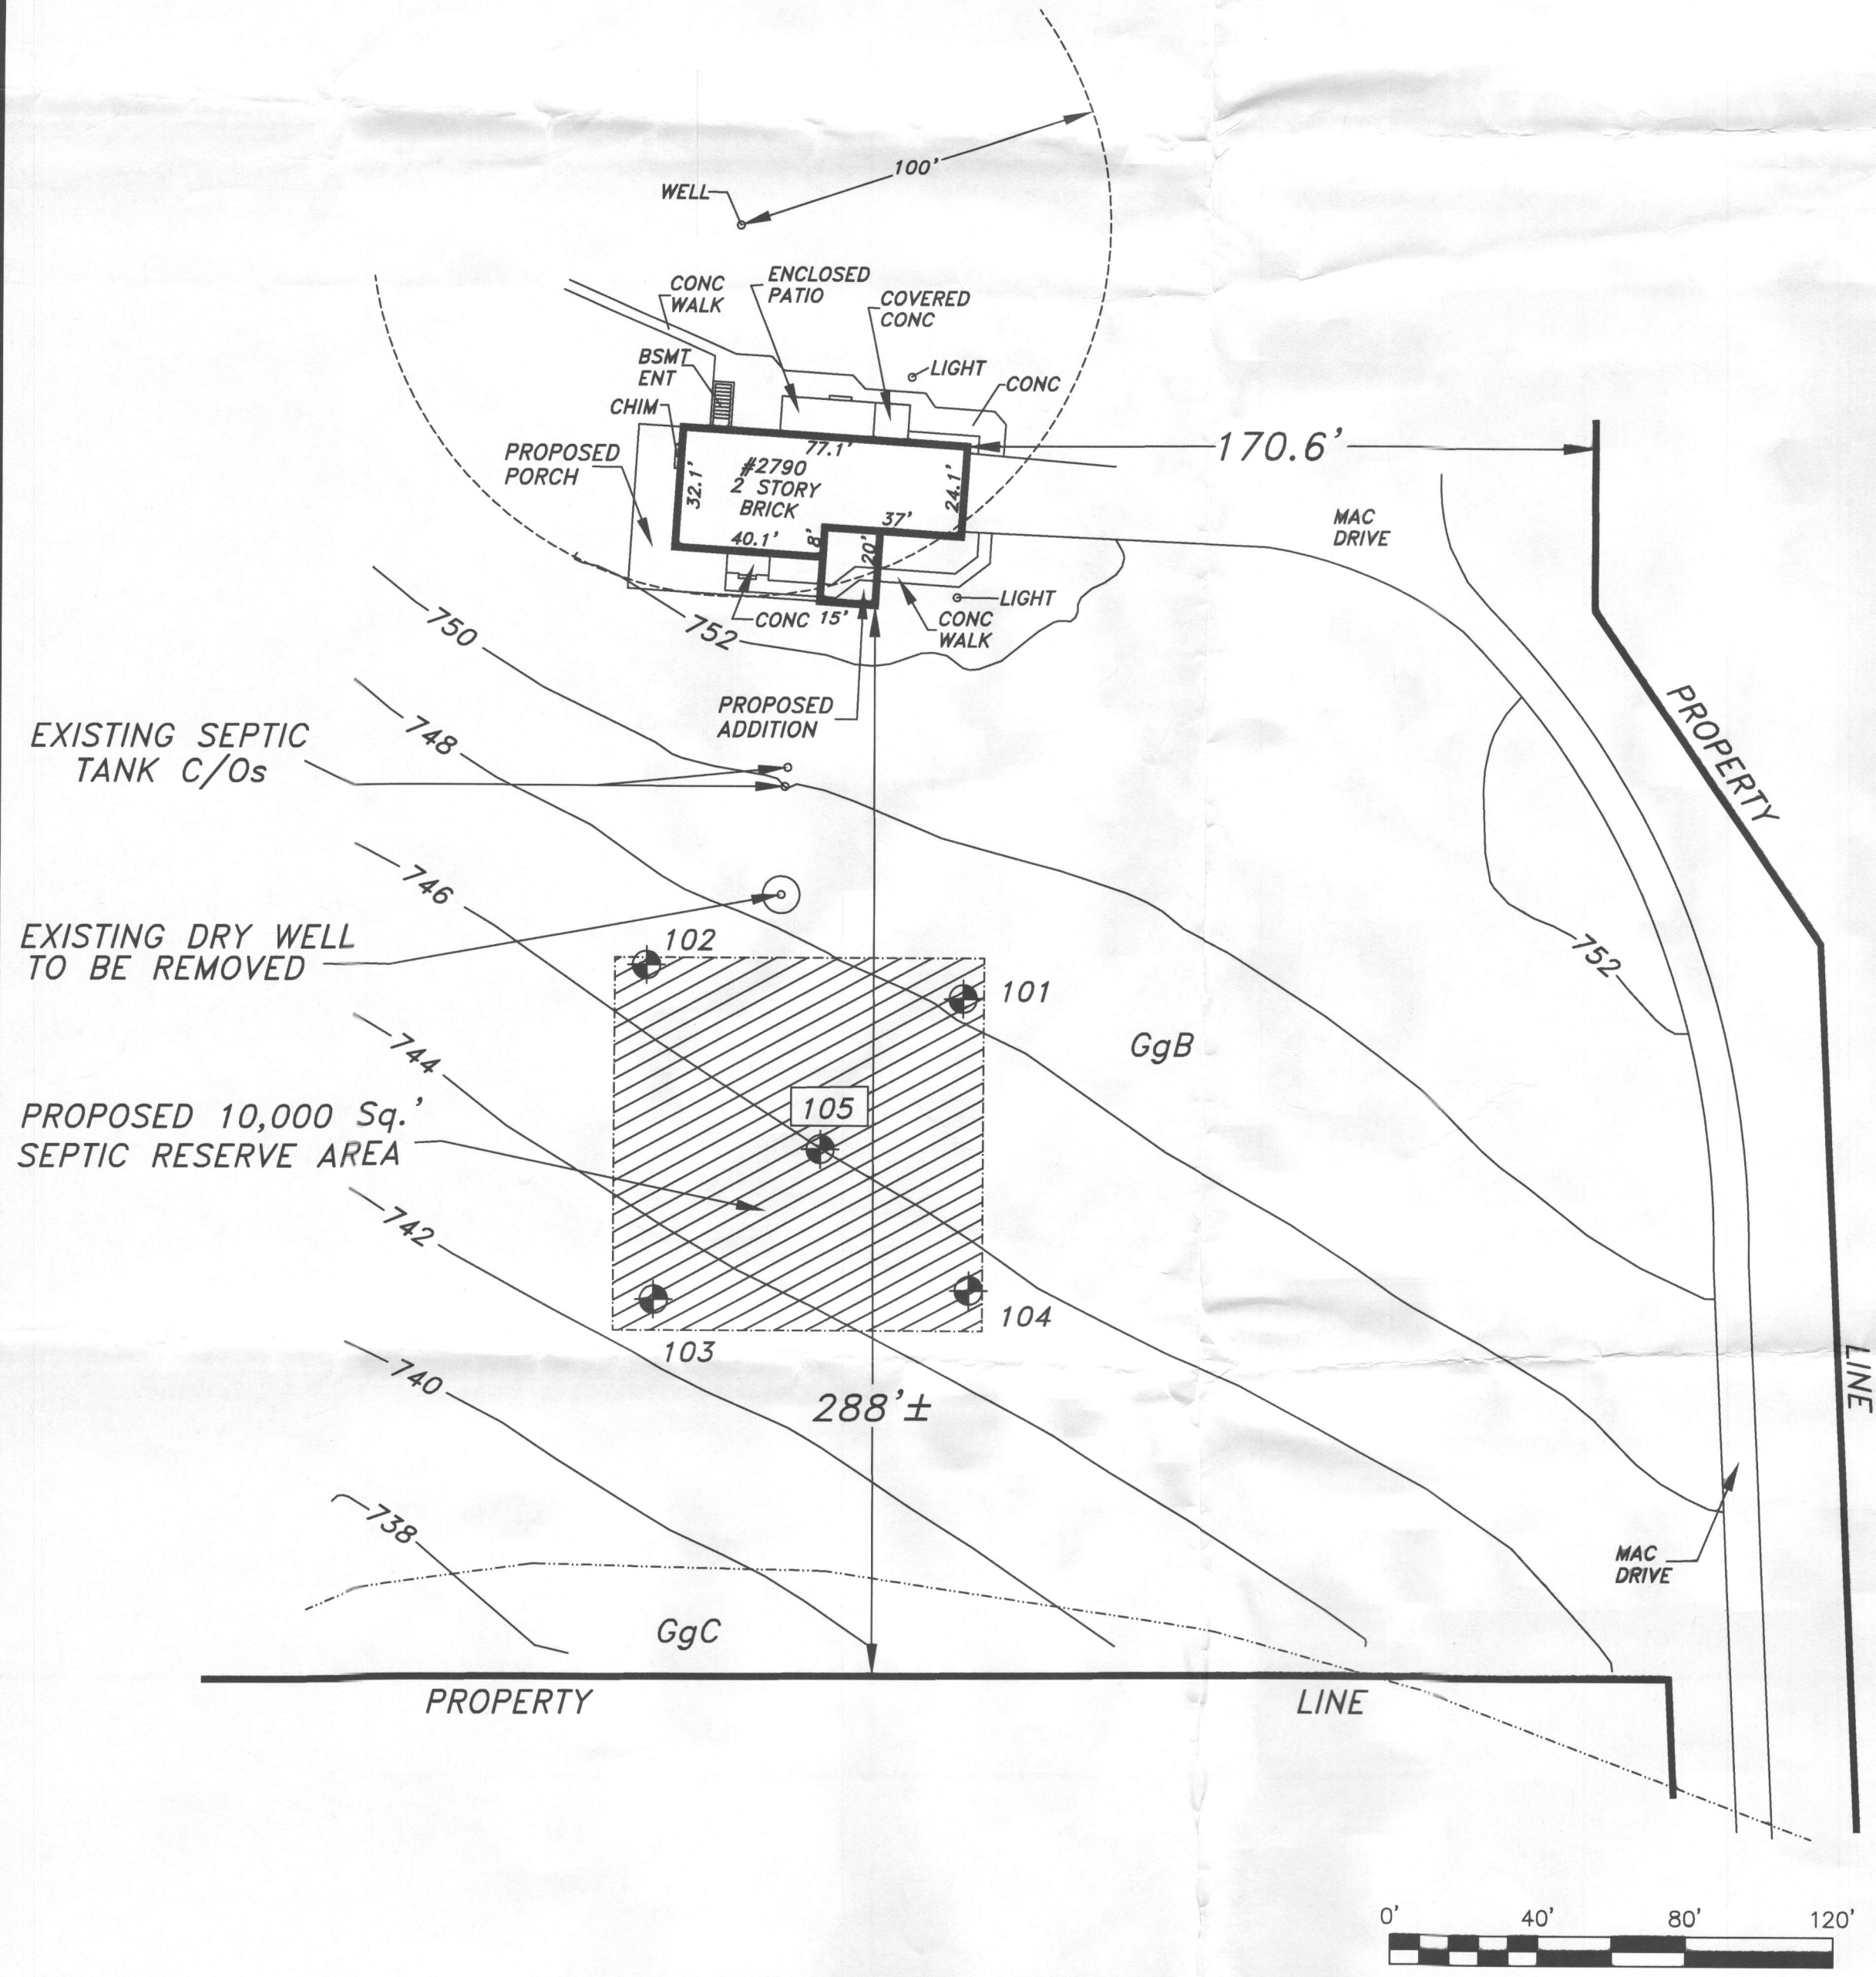 100'
WELL
CONC
WALK
ENCLOSED
PATIO
COVERED
CONC
BSMT
ENT
LIGHT
CONC
CHIM
PROPOSED
PORCH
77.1'
170.6'
#2790
2 STORY
BRICK
32.1'
24.1'
37'
40.1'
8'
20'
MAC
DRIVE
CONC
15'
LIGHT
CONC
WALK
750
752
PROPOSED
ADDITION
PROPERTY
EXISTING SEPTIC
TANK C/Os
748
746
EXISTING DRY WELL
TO BE REMOVED
102
101
752
GgB
744
PROPOSED 10,000 Sq.'
SEPTIC RESERVE AREA
105
742
104
103
740
288'±
LINE
738
MAC
DRIVE
GgC
PROPERTY
LINE
0'
40'
80'
120'